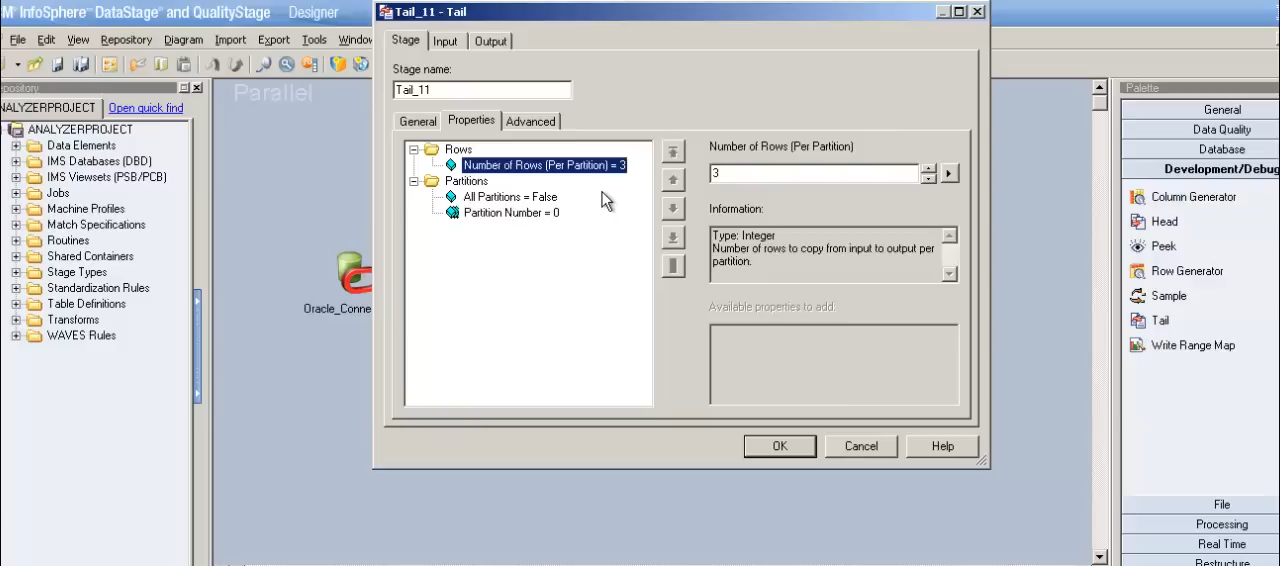 M InfoSphere™ DataStage® and QualityStage Designer
File Edit View Repository Diagram Import Export Tools Window
pository
NALYZERPROJECT Open quick find
ANALYZERPROJECT
Data Elements
IMS Databases (DBD)
IMS Viewsets (PSB/PCB)
Jobs
Machine Profiles
Match Specifications
Routines
Shared Containers
Stage Types
Standardization Rules
Table Definitions
Transforms
WAVES Rules
Parallel
Oracle_Conne
Tail_11 - Tail
Stage Input Output
Stage name:
Tail_11
General Properties Advanced
Rows
Number of Rows (Per Partition) = 3
Partitions
All Partitions = False
Partition Number = 0
Number of Rows (Per Partition)
3
Information:
Type: Integer
Number of rows to copy from input to output per
partition.
Available properties to add:
OK Cancel Help
Palette
General
Data Quality
Database
Development/Debug
Column Generator
Head
Peek
Row Generator
Sample
Tail
Write Range Map
File
Processing
Real Time
Restructure